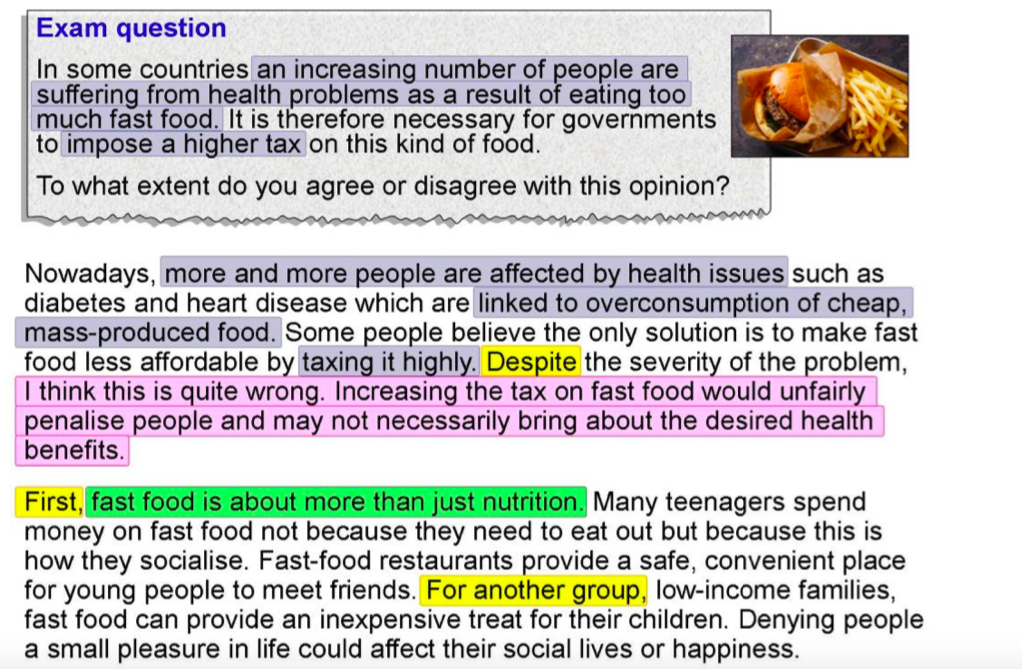 Exam question
In some countries an increasing number of people are
suffering from health problems as a result of eating too
much fast food. It is therefore necessary for governments
to impose a higher tax on this kind of food.
To what extent do you agree or disagree with this opinion?
Nowadays, more and more people are affected by health issues such as
diabetes and heart disease which are linked to overconsumption of cheap,
mass-produced food. Some people believe the only solution is to make fast
food less affordable by taxing it highly. Despite the severity of the problem,
I think this is quite wrong. Increasing the tax on fast food would unfairly
penalise people and may not necessarily bring about the desired health
benefits.
First, fast food is about more than just nutrition. Many teenagers spend
money on fast food not because they need to eat out but because this is
how they socialise. Fast-food restaurants provide a safe, convenient place
for young people to meet friends. For another group, low-income families,
fast food can provide an inexpensive treat for their children. Denying people
a small pleasure in life could affect their social lives or happiness.